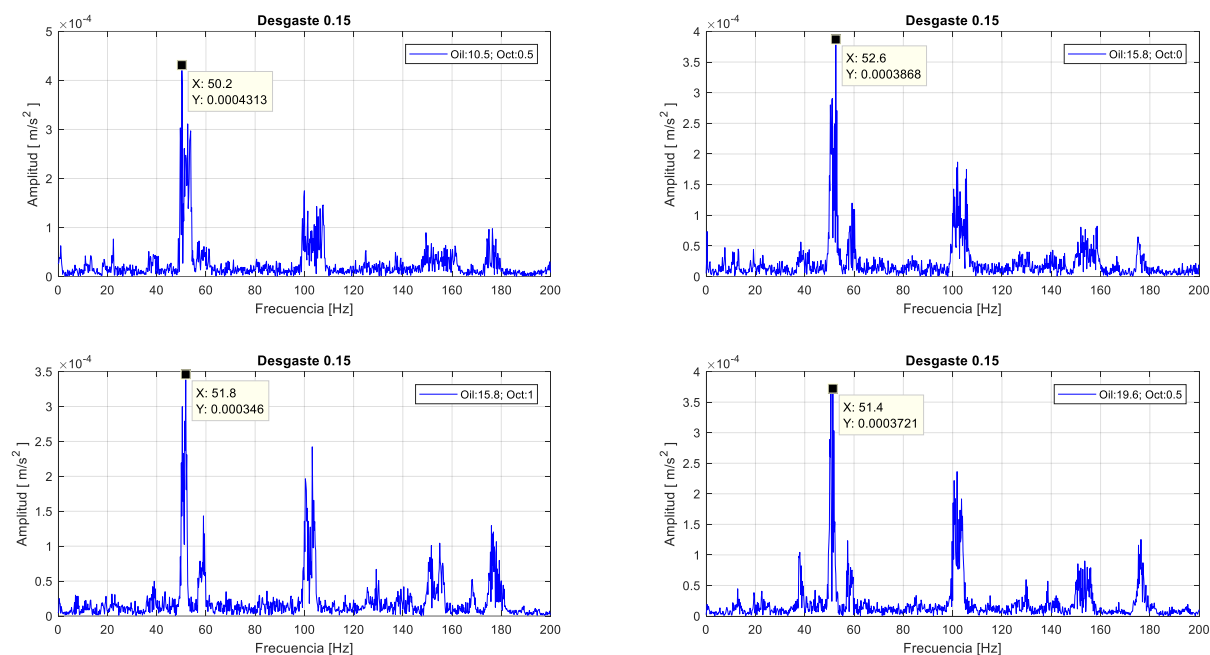 Desgaste 0.15
×10-4
Oil:10.5; Oct:0.5
X: 50.2
Y: 0.0004313
Amplitud [ m/s2 ]
5
4
3
2
1
0
0 20 40 60 80 100 120 140 160 180 200
Frecuencia [Hz]
Desgaste 0.15
×10-4
Oil:15.8; Oct:0
X: 52.6
Y: 0.0003868
Amplitud [ m/s2 ]
4
3.5
3
2.5
2
1.5
1
0.5
0
0 20 40 60 80 100 120 140 160 180 200
Frecuencia [Hz]
Desgaste 0.15
×10-4
Oil:15.8; Oct:1
X: 51.8
Y: 0.000346
Amplitud [ m/s2 ]
3.5
3
2.5
2
1.5
1
0.5
0
0 20 40 60 80 100 120 140 160 180 200
Frecuencia [Hz]
Desgaste 0.15
×10-4
Oil:19.6; Oct:0.5
X: 51.4
Y: 0.0003721
Amplitud [ m/s2 ]
4
3.5
3
2.5
2
1.5
1
0.5
0
0 20 40 60 80 100 120 140 160 180 200
Frecuencia [Hz]